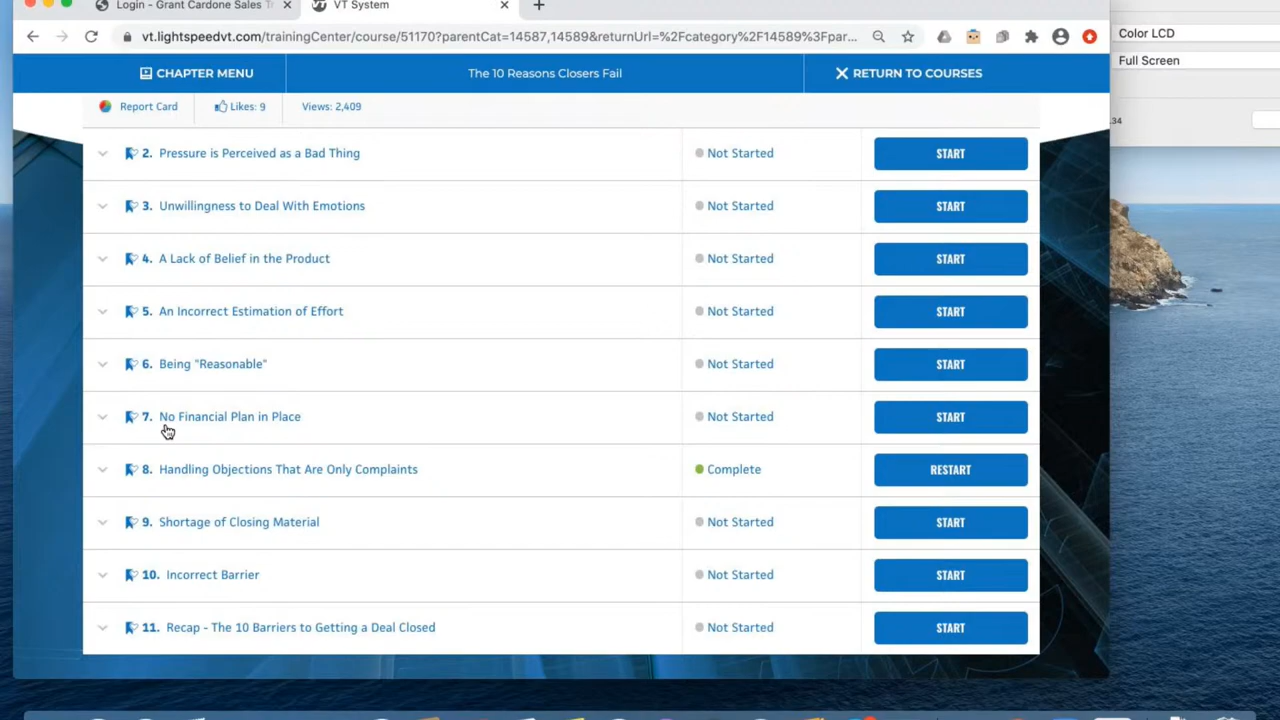 Login - Grant Cardone Sales Tr
VT System
Color LCD
vt.lightspeedvt.com/trainingCenter/course/51170?parentCat=14587,14589&returnUrl=%2Fcategory%2F14589%3Fpar...
Full Screen
CHAPTER MENU
The 10 Reasons Closers Fail
RETURN TO COURSES
Report Card
Likes: 9
Views: 2,409
2. Pressure is Perceived as a Bad Thing
Not Started
START
3. Unwillingness to Deal With Emotions
Not Started
START
4. A Lack of Belief in the Product
Not Started
START
5. An Incorrect Estimation of Effort
Not Started
START
6. Being "Reasonable"
Not Started
START
7. No Financial Plan in Place
Not Started
START
8. Handling Objections That Are Only Complaints
Complete
RESTART
9. Shortage of Closing Material
Not Started
START
10. Incorrect Barrier
Not Started
START
11. Recap - The 10 Barriers to Getting a Deal Closed
Not Started
START